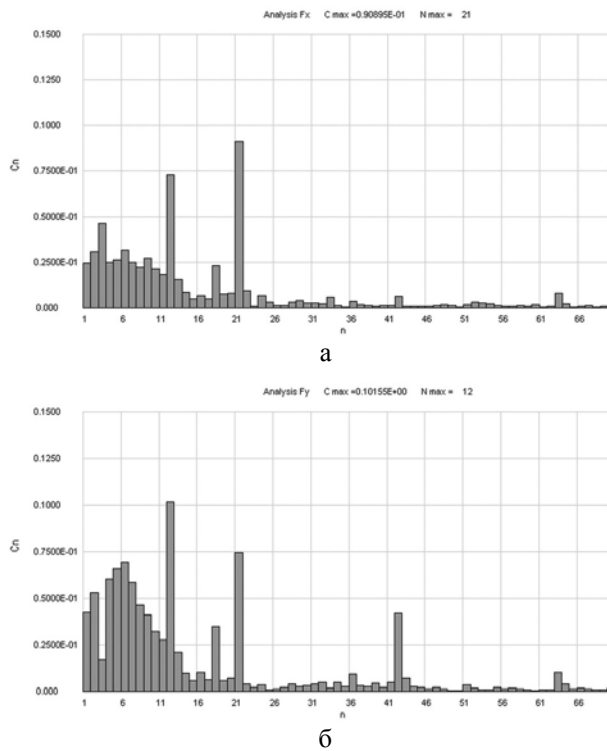 Analysis Fx C max =0.90895E-01 N max = 21
0.1500
0.1250
0.1000
0.7500E-01
0.5000E-01
0.2500E-01
0.000
Cn
1 6 11 16 21 26 31 36 41 46 51 56 61 66
n
а
Analysis Fy C max =0.10155E+00 N max = 12
0.1500
0.1250
0.1000
0.7500E-01
0.5000E-01
0.2500E-01
0.000
Cn
1 6 11 16 21 26 31 36 41 46 51 56 61 66
n
б